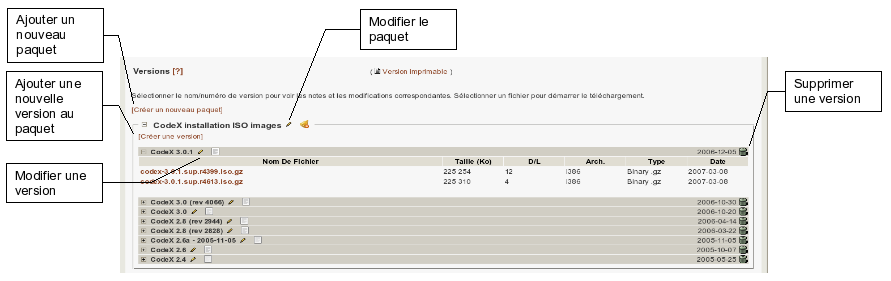 Ajouter un
nouveau
paquet
Modifier le
paquet
Ajouter une
nouvelle
version au
paquet
Supprimer
une version
Modifier une
version
Versions [?]
( Version imprimable )
Sélectionner le nom/numéro de version pour voir les notes et les modifications correspondantes. Sélectionner un fichier pour démarrer le téléchargement.
[Créer un nouveau paquet]
CodeX installation ISO images
[Créer une version]
CodeX 3.0.1 2006-12-05
Nom De Fichier Taille (Ko) D/L Arch. Type Date
codex-3.0.1.sup.r4399.iso.gz 225 254 12 i386 Binary .gz 2007-03-08
codex-3.0.1.sup.r4613.iso.gz 225 310 4 i386 Binary .gz 2007-03-08
CodeX 3.0 (rev 4066) 2006-10-30
CodeX 3.0 2006-10-20
CodeX 2.8 (rev 2944) 2006-04-14
CodeX 2.8 (rev 2828) 2006-03-22
CodeX 2.6a - 2005-11-05 2005-11-05
CodeX 2.6 2005-10-07
CodeX 2.4 2005-05-25